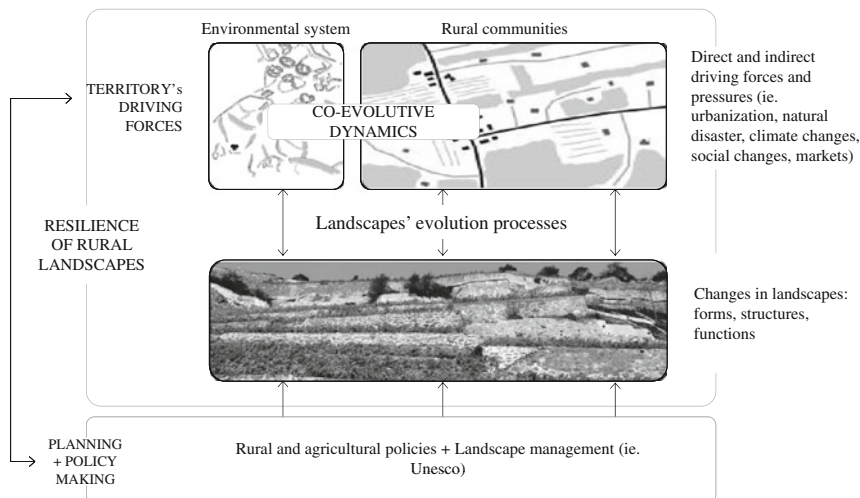 Environmental system
Rural communities
TERRITORY's
DRIVING
FORCES
CO-EVOLUTIVE
DYNAMICS
Direct and indirect
driving forces and
pressures (ie.
urbanization, natural
disaster, climate changes,
social changes, markets)
RESILIENCE
OF RURAL
LANDSCAPES
Landscapes' evolution processes
Changes in landscapes:
forms, structures,
functions
PLANNING
+ POLICY
MAKING
Rural and agricultural policies + Landscape management (ie.
Unesco)